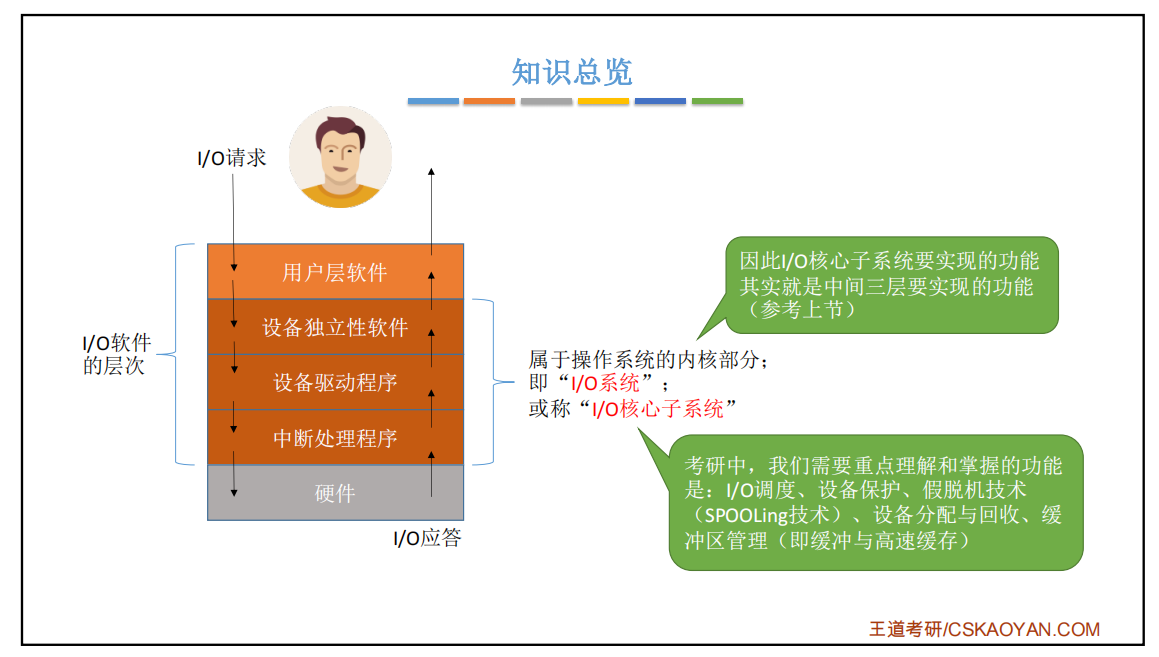 知识总览
I/O请求
用户层软件
设备独立性软件
设备驱动程序
中断处理程序
硬件
I/O软件
的层次
I/O应答
因此I/O核心子系统要实现的功能
其实就是中间三层要实现的功能
（参考上节）
属于操作系统的内核部分；
即“I/O系统”；
或称“I/O核心子系统”
考研中，我们需要重点理解和掌握的功能
是：I/O调度、设备保护、假脱机技术
（SPOOLing技术）、设备分配与回收、缓
冲区管理（即缓冲与高速缓存）
王道考研/CSKAOYAN.COM